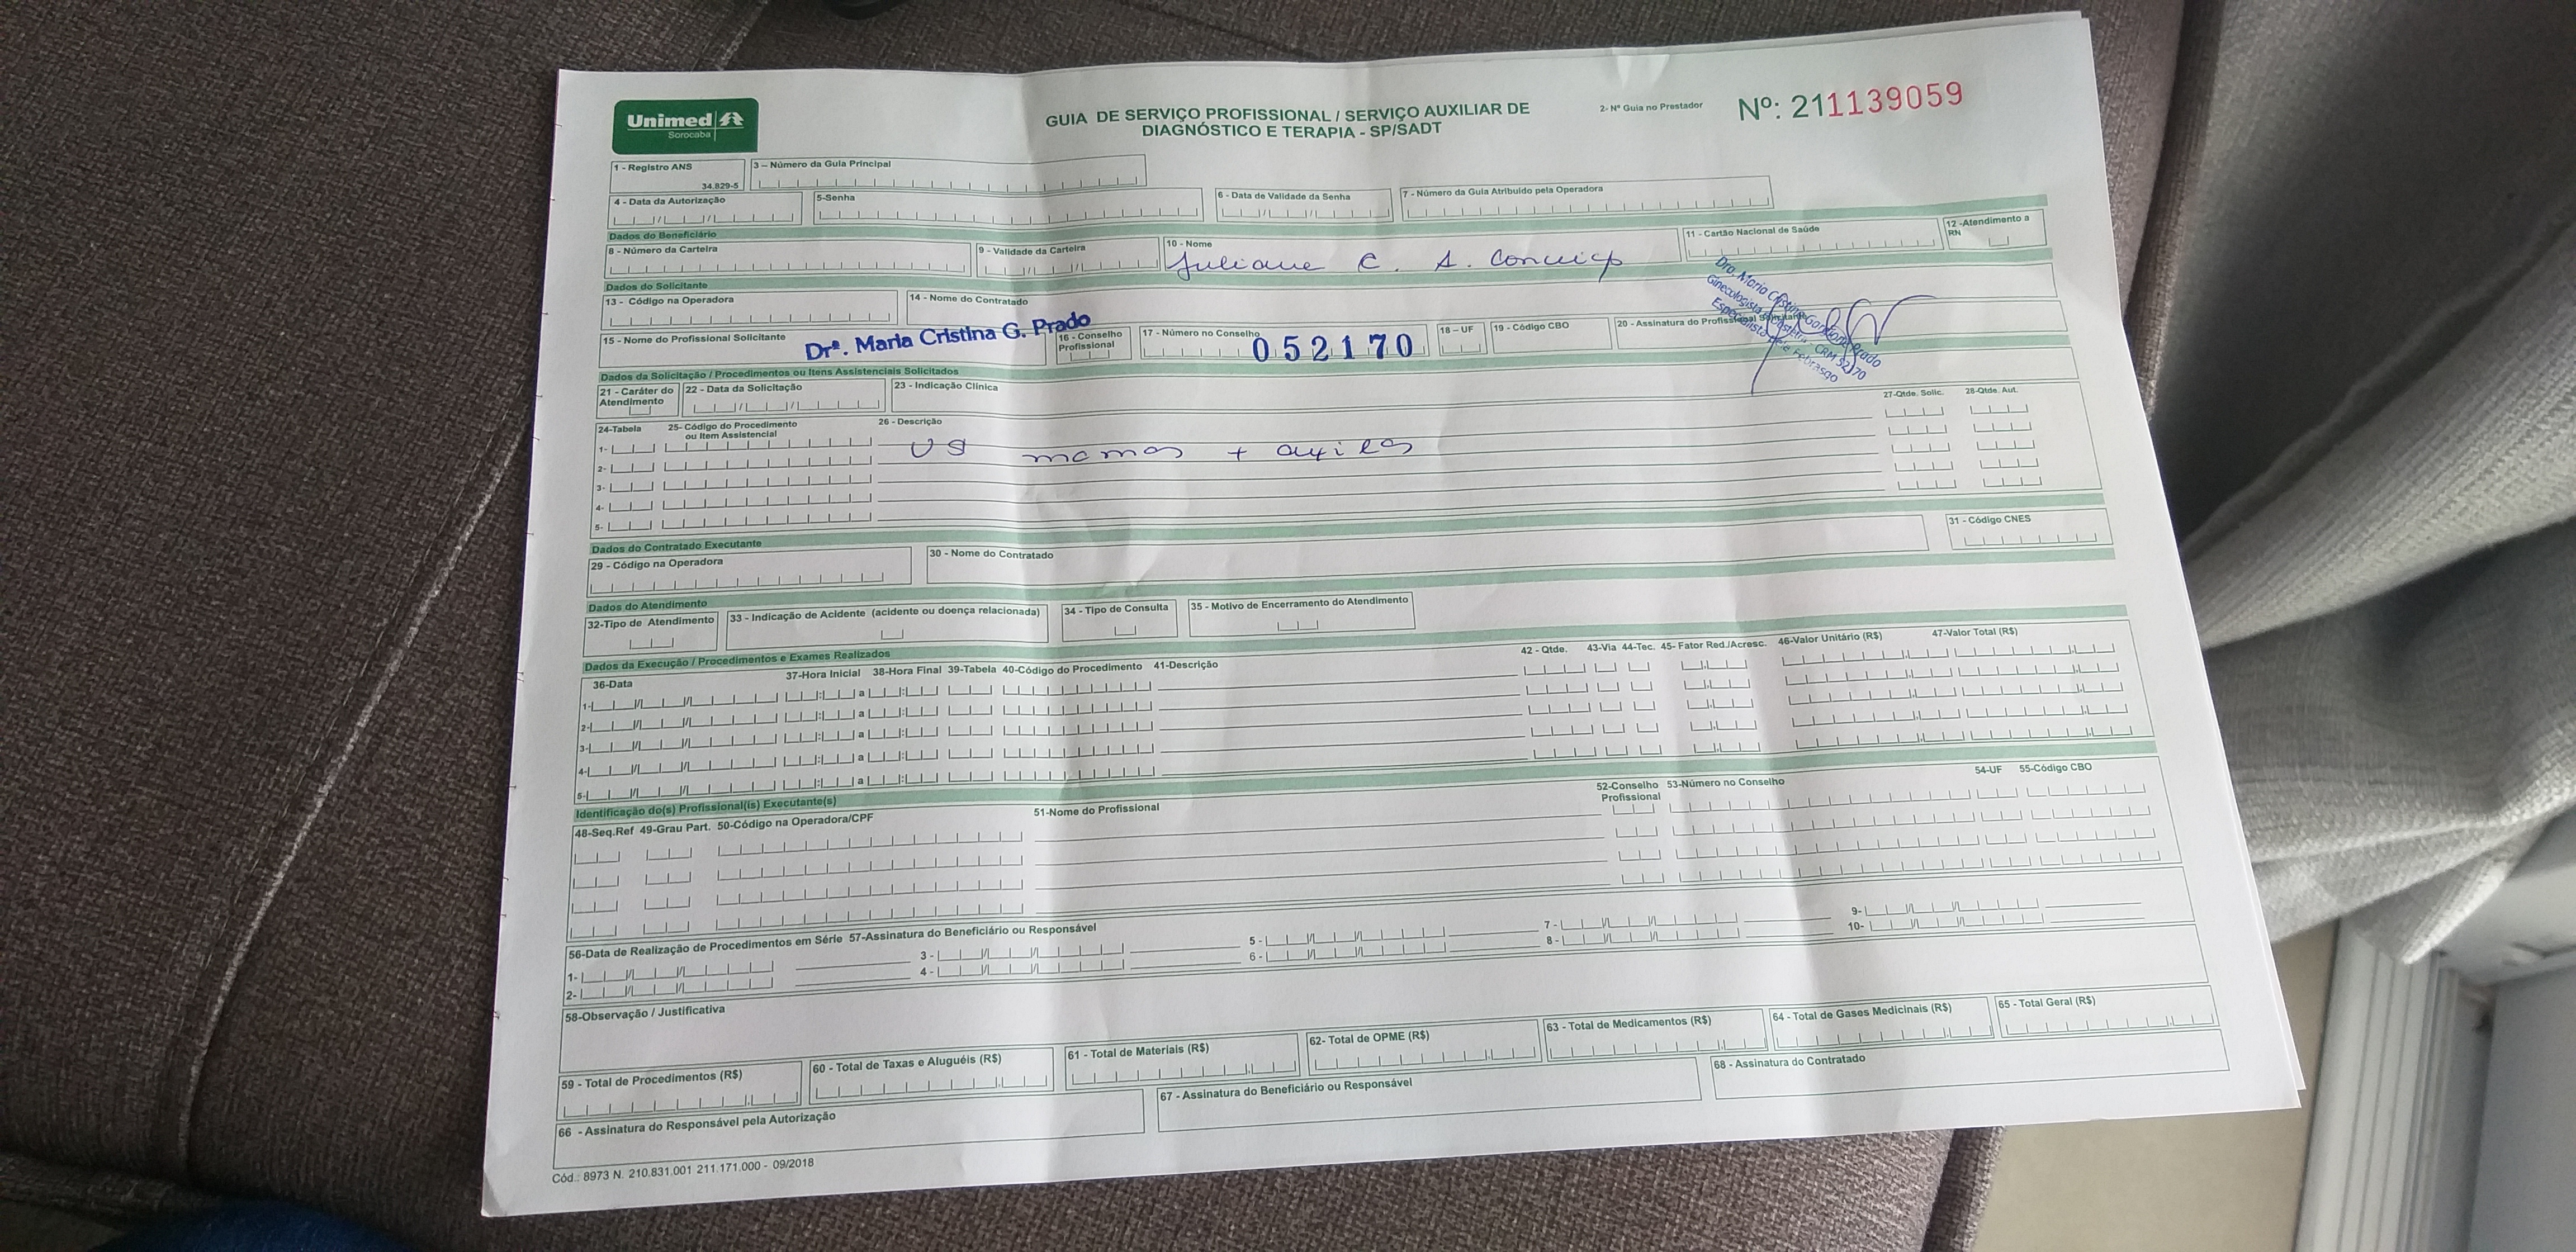 Unimed
Sorocaba
GUIA DE SERVIÇO PROFISSIONAL / SERVIÇO AUXILIAR DE
DIAGNÓSTICO E TERAPIA - SP/SADT
2- Nº Guia no Prestador
Nº: 211139059
1 - Registro ANS
34.829-5
3 – Número da Guia Principal
4 - Data da Autorização
5-Senha
6 - Data de Validade da Senha
7 - Número da Guia Atribuído pela Operadora
Dados do Beneficiário
8 - Número da Carteira
9 - Validade da Carteira
10 - Nome
Juliane C. A.
11 - Cartão Nacional de Saúde
12 -Atendimento a
RN
Dados do Solicitante
13 - Código na Operadora
14 - Nome do Contratado
15 - Nome do Profissional Solicitante
Drª. Maria Cristina G. Prado
16 - Conselho
Profissional
17 - Número no Conselho
052170
18 – UF
19 - Código CBO
20 - Assinatura do Profissional Solicitante
Dra. Maria Cristina Prado
Ginecologista CRM 52170
Especialista pela Febrasgo
Dados da Solicitação / Procedimentos ou Itens Assistenciais Solicitados
21 - Caráter do
Atendimento
22 - Data da Solicitação
23 - Indicação Clínica
24-Tabela
25- Código do Procedimento
ou Item Assistencial
26 - Descrição
27-Qtde. Solic.
28-Qtde. Aut.
1-
US mamas + axilas
2-
3-
4-
5-
Dados do Contratado Executante
29 - Código na Operadora
30 - Nome do Contratado
31 - Código CNES
Dados do Atendimento
32-Tipo de Atendimento
33 - Indicação de Acidente (acidente ou doença relacionada)
34 - Tipo de Consulta
35 - Motivo de Encerramento do Atendimento
Dados da Execução / Procedimentos e Exames Realizados
36-Data 37-Hora Inicial 38-Hora Final 39-Tabela 40-Código do Procedimento 41-Descrição 42 - Qtde. 43-Via 44-Tec. 45- Fator Red./Acresc. 46-Valor Unitário (R$) 47-Valor Total (R$)
1- a
2- a
3- a
4- a
5- a
Identificação do(s) Profissional(is) Executante(s)
48-Seq.Ref 49-Grau Part. 50-Código na Operadora/CPF 51-Nome do Profissional
52-Conselho
Profissional
53-Número no Conselho
54-UF 55-Código CBO
56-Data de Realização de Procedimentos em Série 57-Assinatura do Beneficiário ou Responsável
1- 3 - 5 - 7 - 9-
2- 4 - 6 - 8 - 10-
58-Observação / Justificativa
59 - Total de Procedimentos (R$)
60 - Total de Taxas e Aluguéis (R$)
61 - Total de Materiais (R$)
62- Total de OPME (R$)
63 - Total de Medicamentos (R$)
64 - Total de Gases Medicinais (R$)
65 - Total Geral (R$)
66 - Assinatura do Responsável pela Autorização
67 - Assinatura do Beneficiário ou Responsável
68 - Assinatura do Contratado
Cód.: 8973 N. 210.831.001 211.171.000 - 09/2018